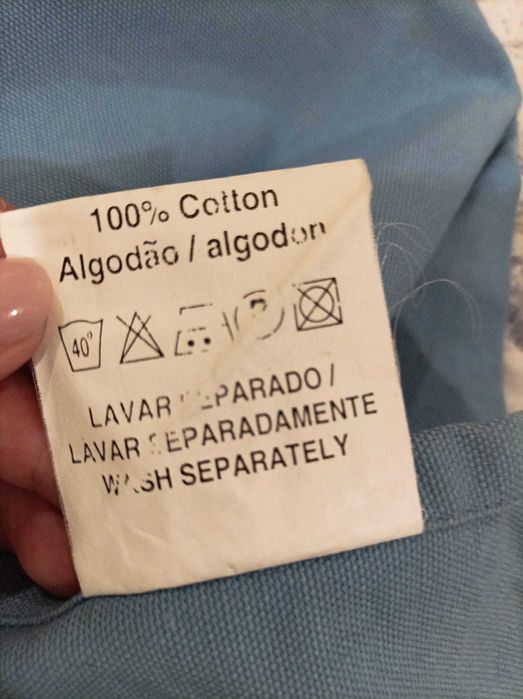 100% Cotton
Algodão / algodon
40°
LAVAR SEPARADO /
LAVAR SEPARADAMENTE
WASH SEPARATELY